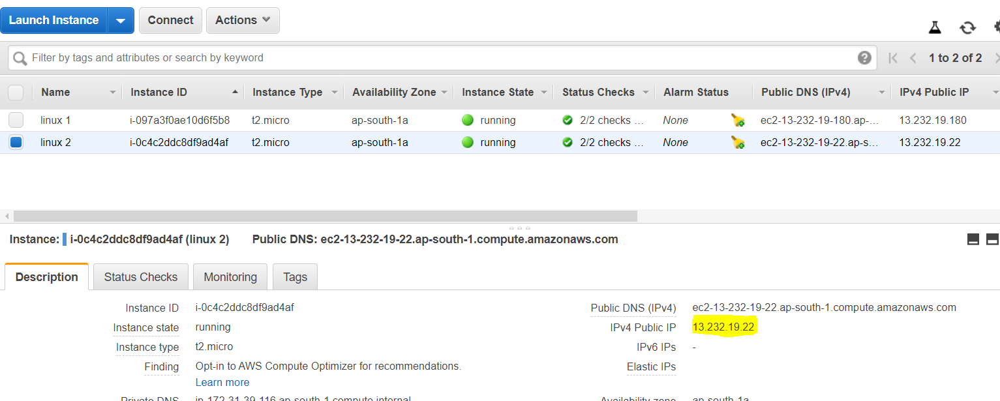 Launch Instance Connect Actions
Filter by tags and attributes or search by keyword 1 to 2 of 2
Name Instance ID Instance Type Availability Zone Instance State Status Checks Alarm Status Public DNS (IPv4) IPv4 Public IP
linux 1 i-097a3f0ae10d6f5b8 t2.micro ap-south-1a running 2/2 checks ... None ec2-13-232-19-180.ap-... 13.232.19.180
linux 2 i-0c4c2ddc8df9ad4af t2.micro ap-south-1a running 2/2 checks ... None ec2-13-232-19-22.ap-s... 13.232.19.22
Instance: i-0c4c2ddc8df9ad4af (linux 2) Public DNS: ec2-13-232-19-22.ap-south-1.compute.amazonaws.com
Description Status Checks Monitoring Tags
Instance ID i-0c4c2ddc8df9ad4af Public DNS (IPv4) ec2-13-232-19-22.ap-south-1.compute.amazonaws.com
Instance state running IPv4 Public IP 13.232.19.22
Instance type t2.micro IPv6 IPs -
Finding Opt-in to AWS Compute Optimizer for recommendations. Elastic IPs
Learn more
Private DNS ip-172-31-39-116.ap-south-1.compute.internal Availability zone ap-south-1a